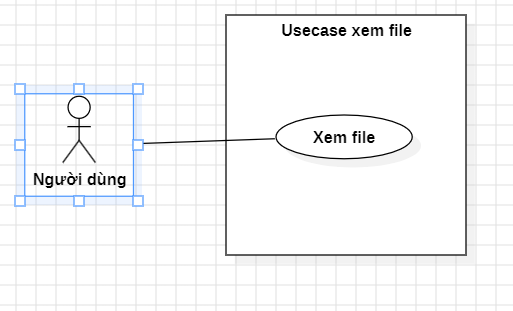 Usecase xem file
Xem file
Người dùng